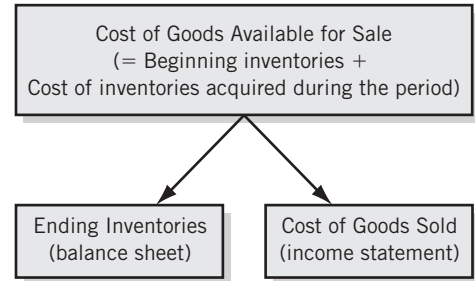 Cost of Goods Available for Sale
(= Beginning inventories +
Cost of inventories acquired during the period)
Ending Inventories
(balance sheet)
Cost of Goods Sold
(income statement)